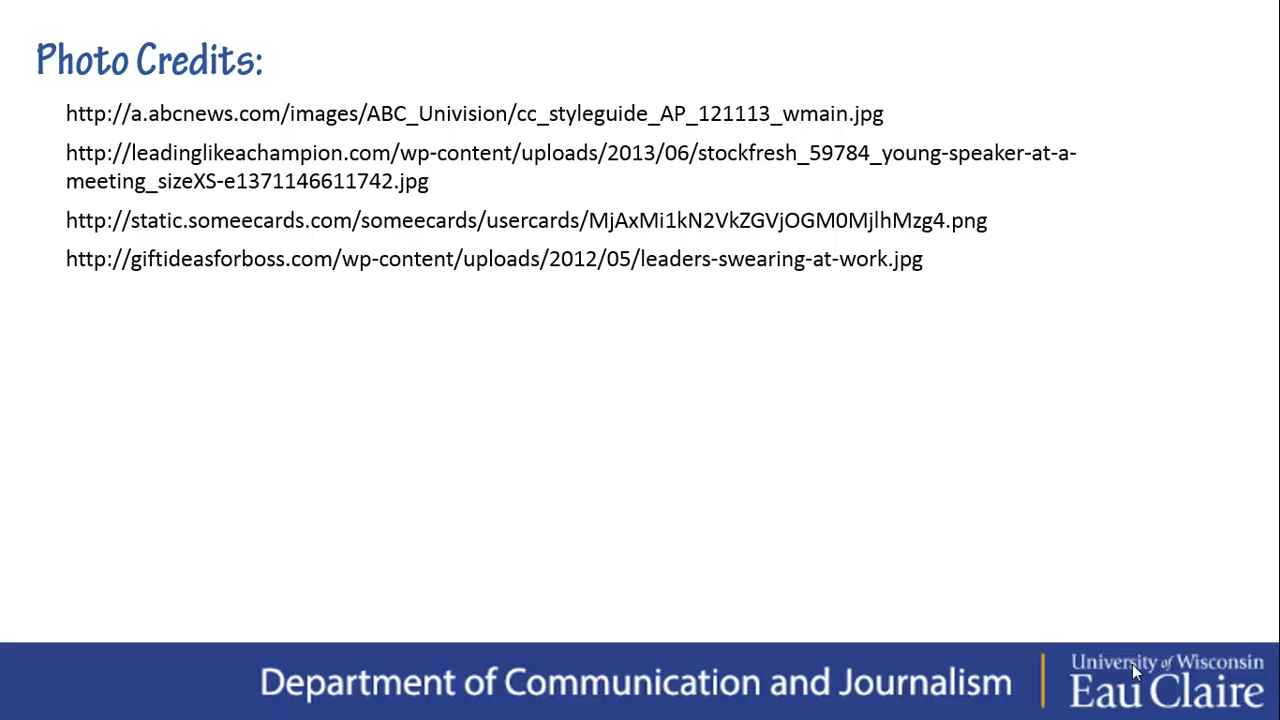 Photo Credits:
http://a.abcnews.com/images/ABC_Univision/cc_styleguide_AP_121113_wmain.jpg
http://leadinglikeachampion.com/wp-content/uploads/2013/06/stockfresh_59784_young-speaker-at-a-
meeting_sizeXS-e1371146611742.jpg
http://static.someecards.com/someecards/usercards/MjAxMi1kN2VkZGVjOGM0MjlhMzg4.png
http://giftideasforboss.com/wp-content/uploads/2012/05/leaders-swearing-at-work.jpg
Department of Communication and Journalism
University of Wisconsin
Eau Claire